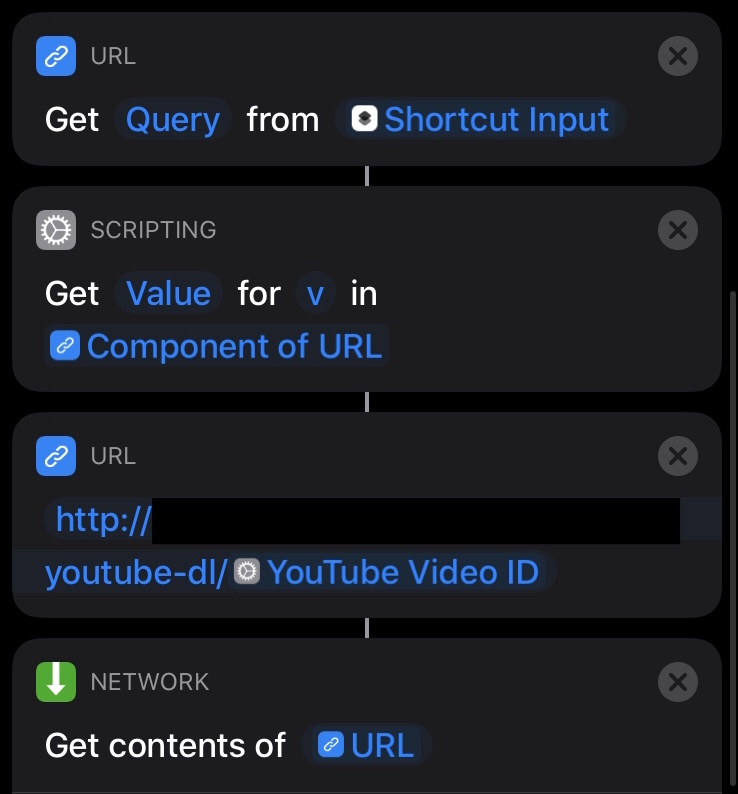 URL
Get Query from Shortcut Input
SCRIPTING
Get Value for v in
Component of URL
URL
http://
youtube-dl/ YouTube Video ID
NETWORK
Get contents of URL